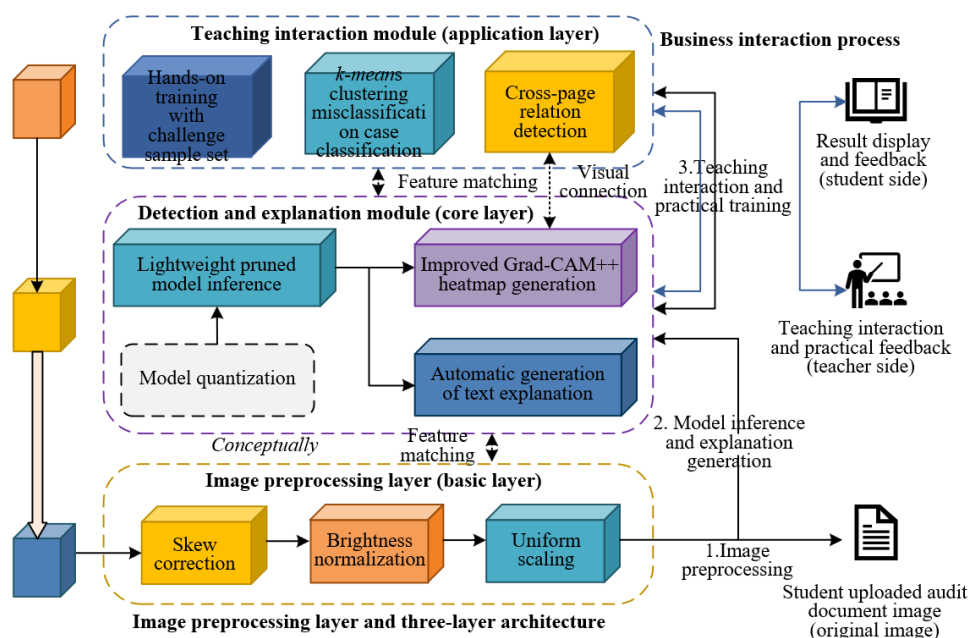 Teaching interaction module (application layer)
Business interaction process
Hands-on
training
with
challenge
sample set
k-means
clustering
misclassificati
on case
classification
Cross-page
relation
detection
Result display
and feedback
(student side)
Feature matching
Visual
connection
3.Teaching
interaction and
practical training
Detection and explanation module (core layer)
Lightweight pruned
model inference
Improved Grad-CAM++
heatmap generation
Teaching interaction
and practical feedback
(teacher side)
Model quantization
Automatic generation
of text explanation
Conceptually
Feature
matching
2. Model inference
and explanation
generation
Image preprocessing layer (basic layer)
Skew
correction
Brightness
normalization
Uniform
scaling
1.Image
preprocessing
Student uploaded audit
document image
(original image)
Image preprocessing layer and three-layer architecture